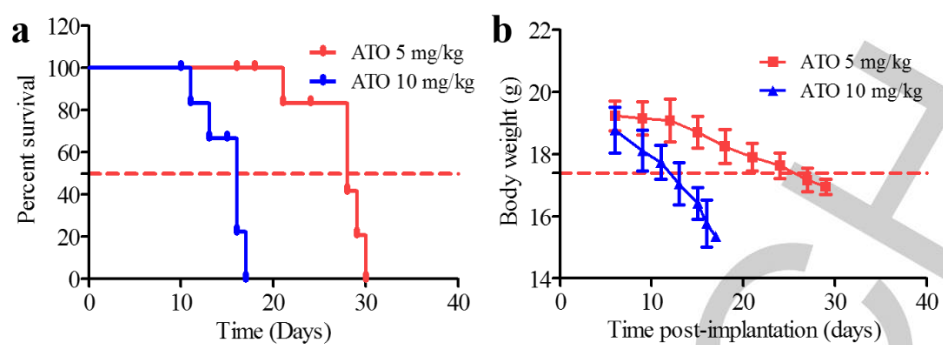 a
120
100
80
60
40
20
0
Percent survival
ATO 5 mg/kg
ATO 10 mg/kg
0 10 20 30 40
Time (Days)
b
22
20
18
16
14
Body weight (g)
ATO 5 mg/kg
ATO 10 mg/kg
0 10 20 30 40
Time post-implantation (days)